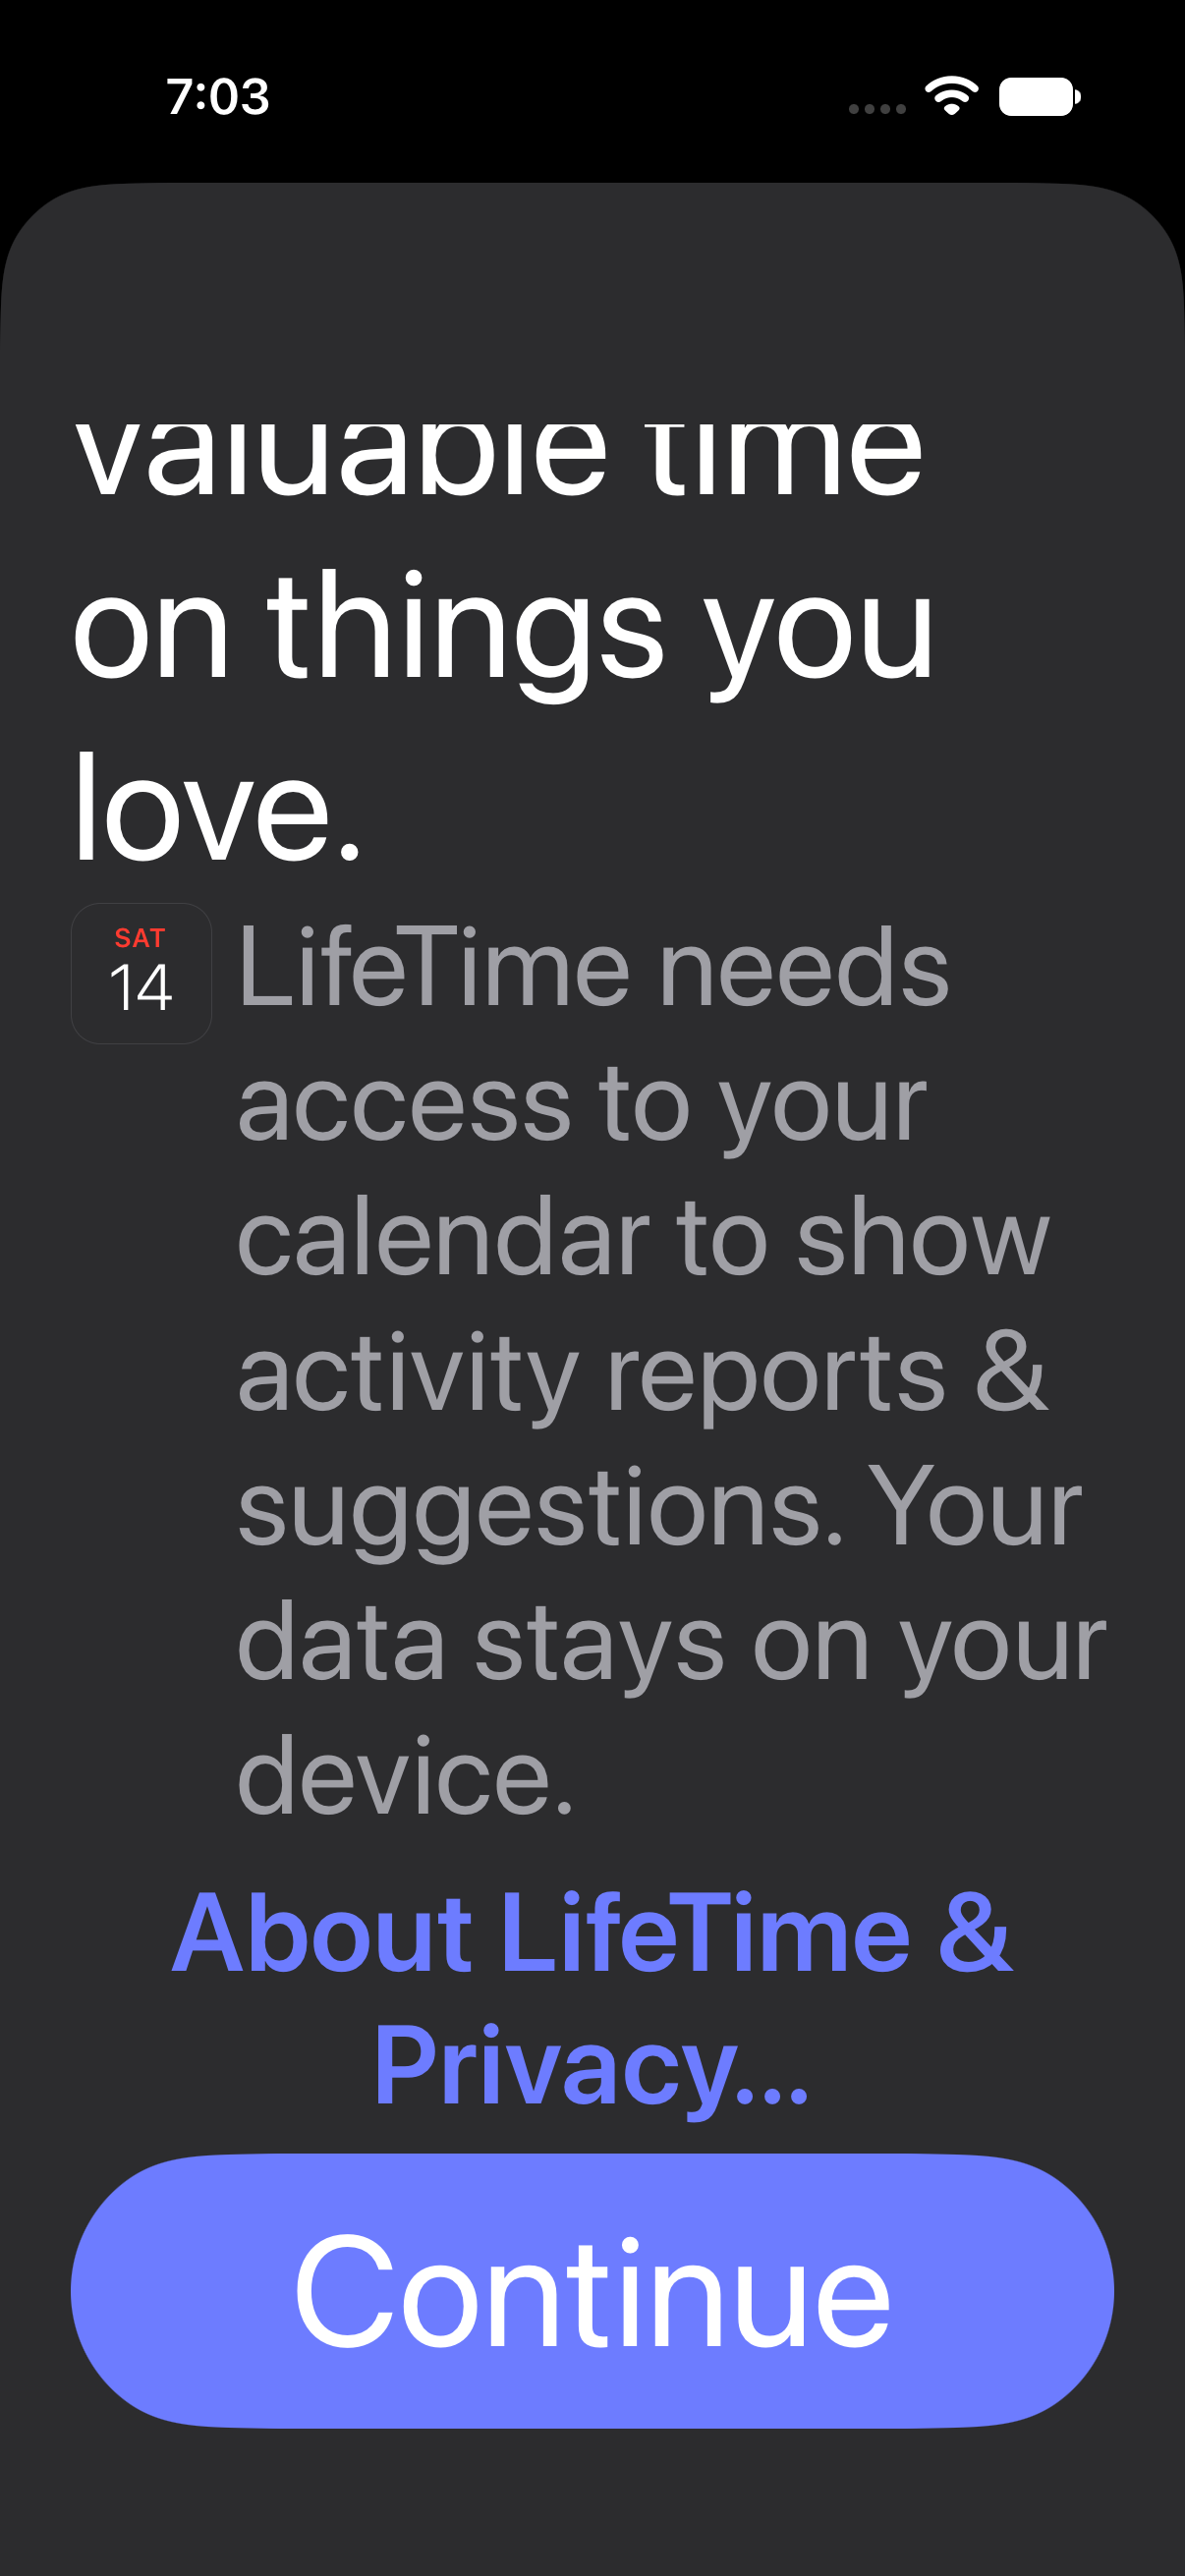 7:03
valuable time
on things you
love.
SAT
14
LifeTime needs
access to your
calendar to show
activity reports &
suggestions. Your
data stays on your
device.
About LifeTime &
Privacy...
Continue